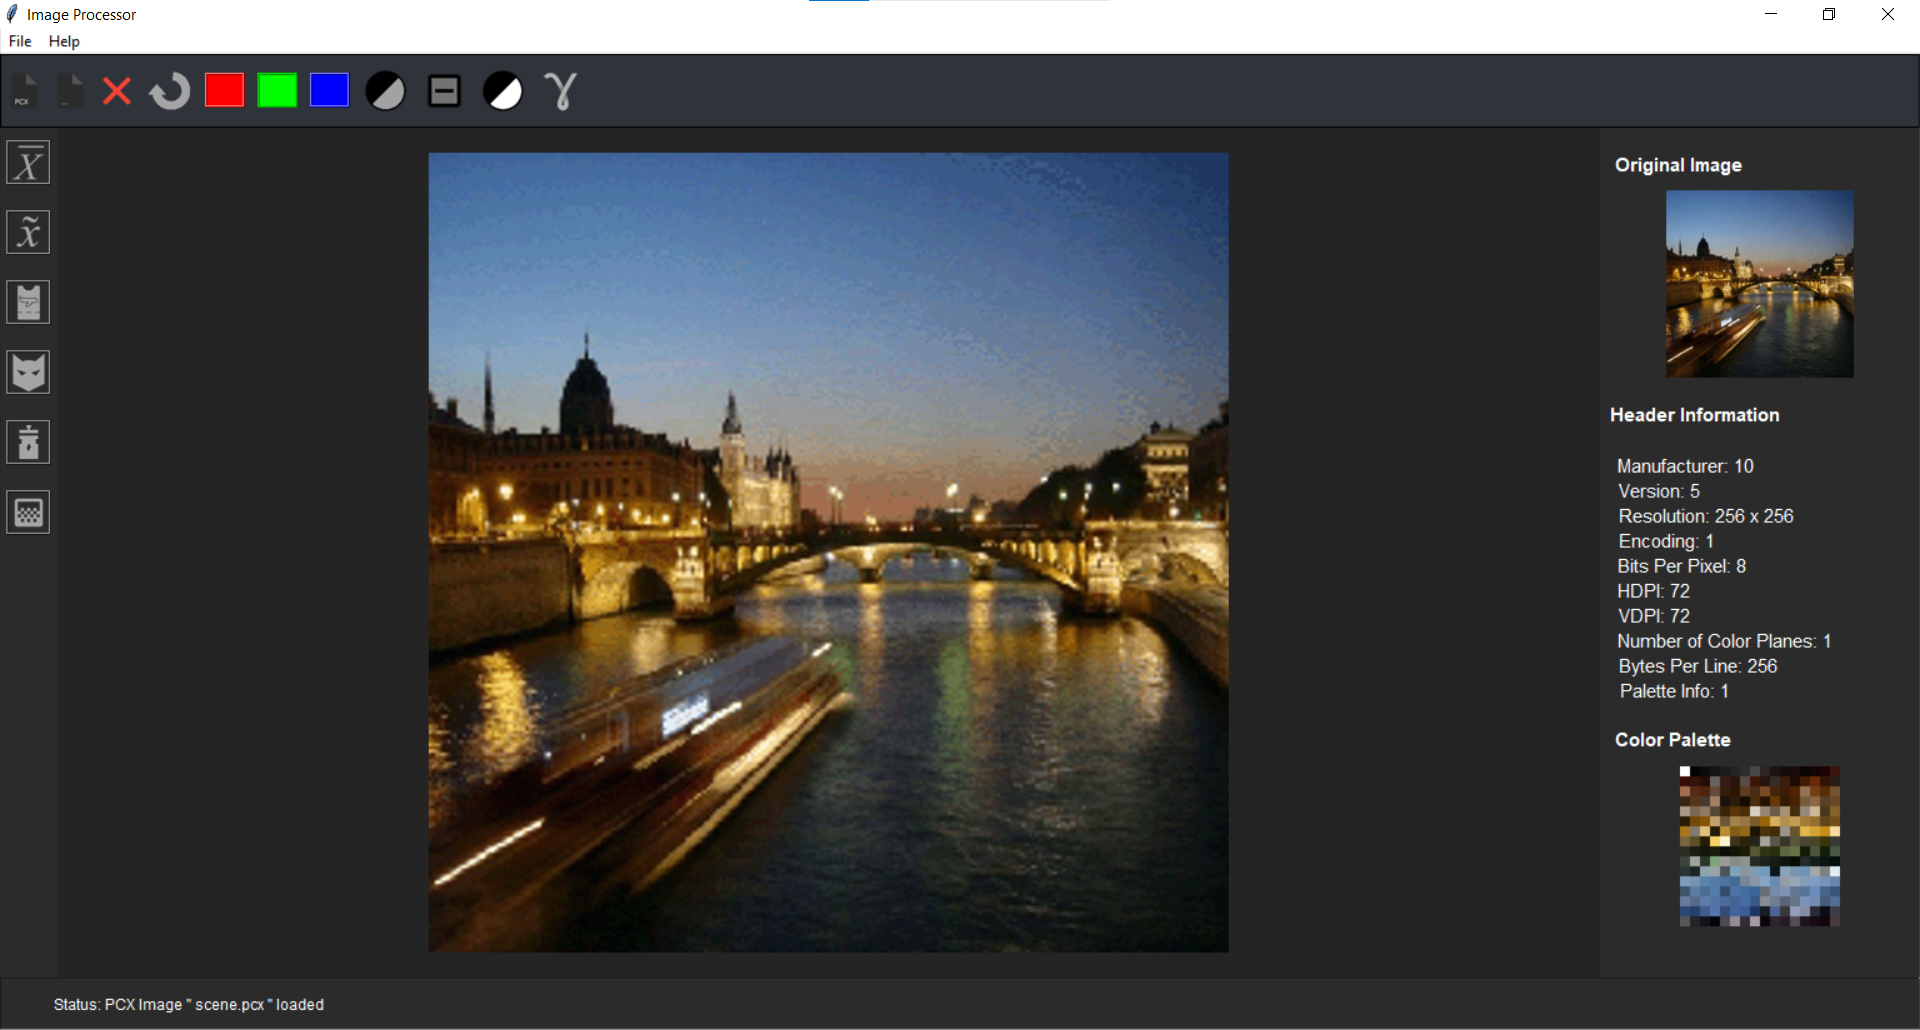 Image Processor
File Help
PCX
γ
X
x̃
Original Image
Header Information
Manufacturer: 10
Version: 5
Resolution: 256 x 256
Encoding: 1
Bits Per Pixel: 8
HDPI: 72
VDPI: 72
Number of Color Planes: 1
Bytes Per Line: 256
Palette Info: 1
Color Palette
Status: PCX Image " scene.pcx " loaded